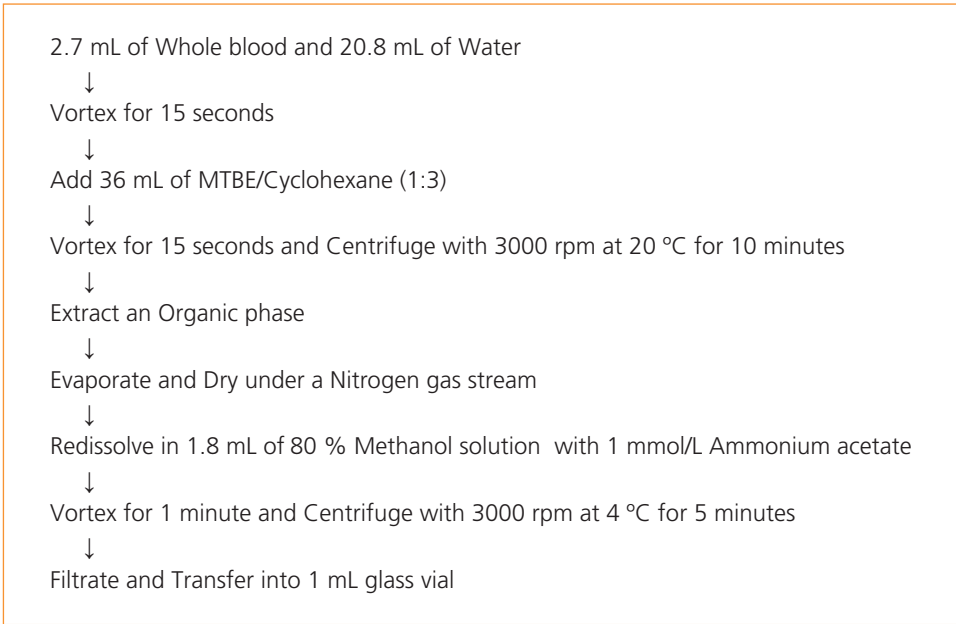 2.7 mL of Whole blood and 20.8 mL of Water
↓
Vortex for 15 seconds
↓
Add 36 mL of MTBE/Cyclohexane (1:3)
↓
Vortex for 15 seconds and Centrifuge with 3000 rpm at 20 ºC for 10 minutes
↓
Extract an Organic phase
↓
Evaporate and Dry under a Nitrogen gas stream
↓
Redissolve in 1.8 mL of 80 % Methanol solution  with 1 mmol/L Ammonium acetate
↓
Vortex for 1 minute and Centrifuge with 3000 rpm at 4 ºC for 5 minutes
↓
Filtrate and Transfer into 1 mL glass vial